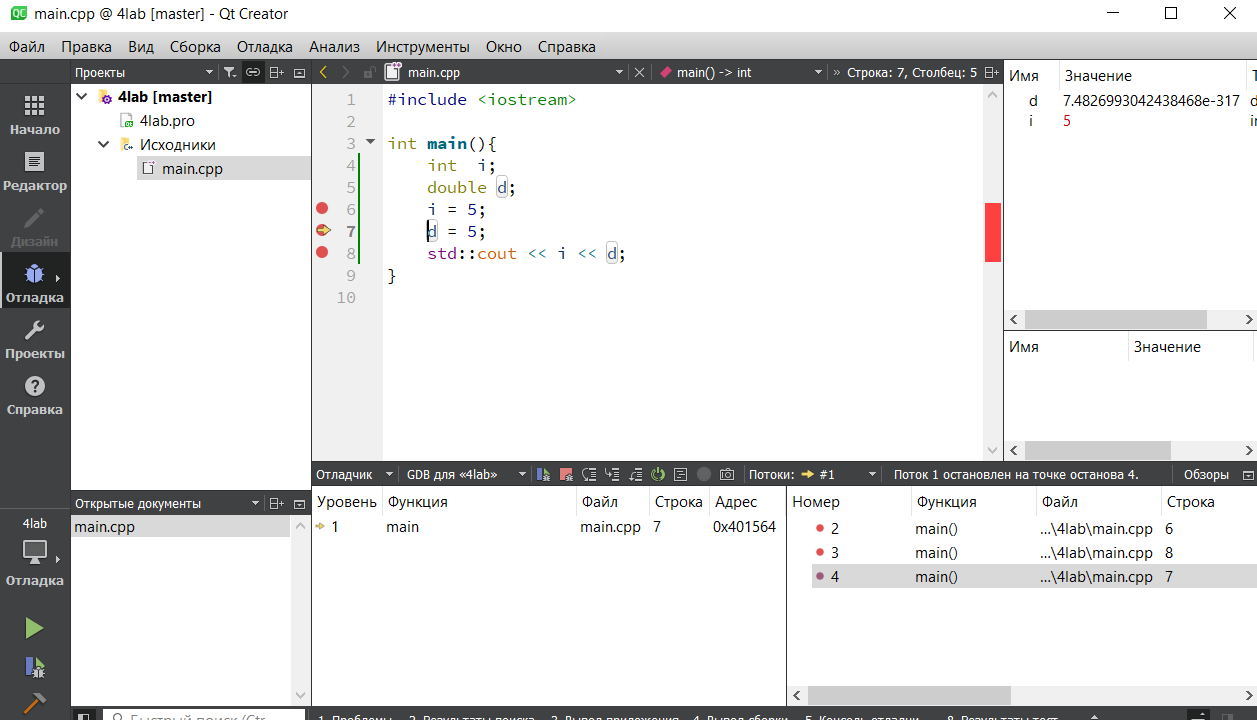 main.cpp @ 4lab [master] - Qt Creator
Файл Правка Вид Сборка Отладка Анализ Инструменты Окно Справка
Проекты
main.cpp
main() -> int
» Строка: 7, Столбец: 5
Начало
Редактор
Дизайн
Отладка
Проекты
Справка
4lab
Отладка
4lab [master]
4lab.pro
Исходники
main.cpp
Открытые документы
main.cpp
1 #include <iostream>
2
3 int main(){
4 int i;
5 double d;
6 i = 5;
7 d = 5;
8 std::cout << i << d;
9 }
10
Имя Значение
d 7.4826993042438468e-317
i 5
Имя Значение
Отладчик GDB для «4lab» Потоки: #1 Поток 1 остановлен на точке останова 4. Обзоры
Уровень Функция Файл Строка Адрес
1 main main.cpp 7 0x401564
Номер Функция Файл Строка
2 main() ...\4lab\main.cpp 6
3 main() ...\4lab\main.cpp 8
4 main() ...\4lab\main.cpp 7
Быстрый поиск (Ctr
1 Проблемы 2 Результаты поиска 3 Вывод приложения 4 Вывод сборки 5 Консоль отладки 8 Результаты тест